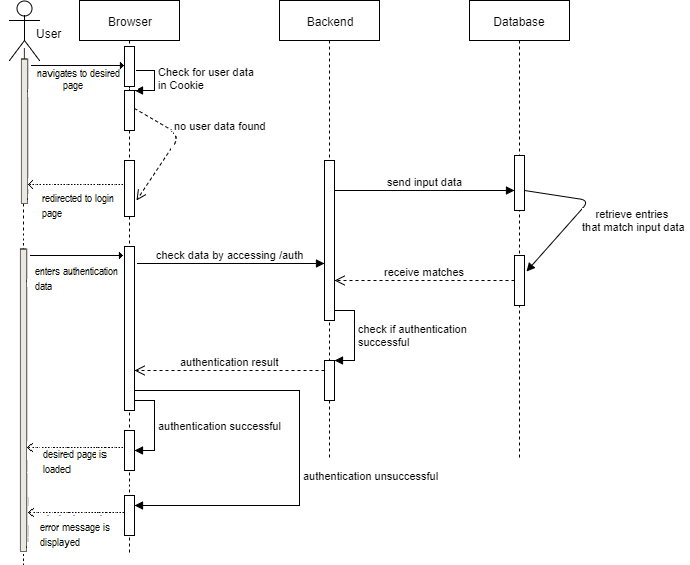 User
Browser
Backend
Database
navigates to desired
page
Check for user data
in Cookie
no user data found
redirected to login
page
send input data
retrieve entries
that match input data
enters authentication
data
check data by accessing /auth
receive matches
check if authentication
successful
authentication result
authentication successful
desired page is
loaded
authentication unsuccessful
error message is
displayed